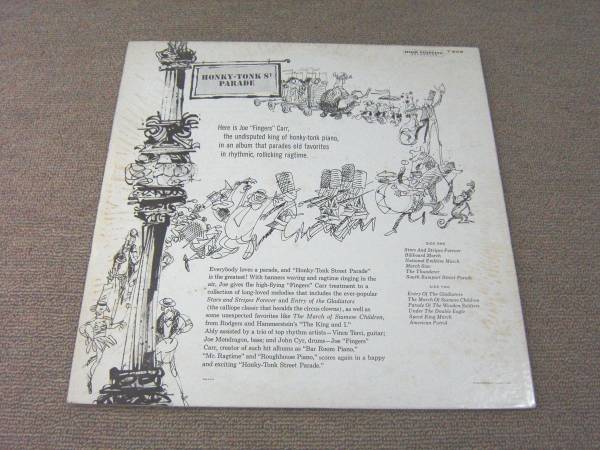 HIGH FIDELITY
HONKY-TONK ST
PARADE
Here is Joe "Fingers" Carr,
the undisputed king of honky-tonk piano,
in an album that parades old favorites
in rhythmic, rollicking ragtime.
SIDE ONE
Stars And Stripes Forever
Billboard March
National Emblem March
March Slav
The Thunderer
South Rampart Street Parade
SIDE TWO
Entry Of The Gladiators
The March Of Siamese Children
Parade Of The Wooden Soldiers
Under The Double Eagle
March
American Patrol
Everybody loves a parade, and "Honky-Tonk Street Parade"
is the greatest! With banners waving and ragtime ringing in the
air, Joe gives the high-flying "Fingers" Carr treatment to a
collection of long-loved melodies that includes the ever-popular
Stars and Stripes Forever and Entry of the Gladiators
(the calliope classic that heralds the circus clowns), as well as
some unexpected favorites like The March of Siamese Children,
from Rodgers and Hammerstein's "The King and I."
Ably assisted by a trio of top rhythm artists—Vince Terri, guitar;
Joe Mondragon, bass; and John Cyr, drums—Joe "Fingers"
Carr, creator of such hit albums as "Bar Room Piano,"
"Mr. Ragtime" and "Roughhouse Piano," scores again in a happy
and exciting "Honky-Tonk Street Parade."